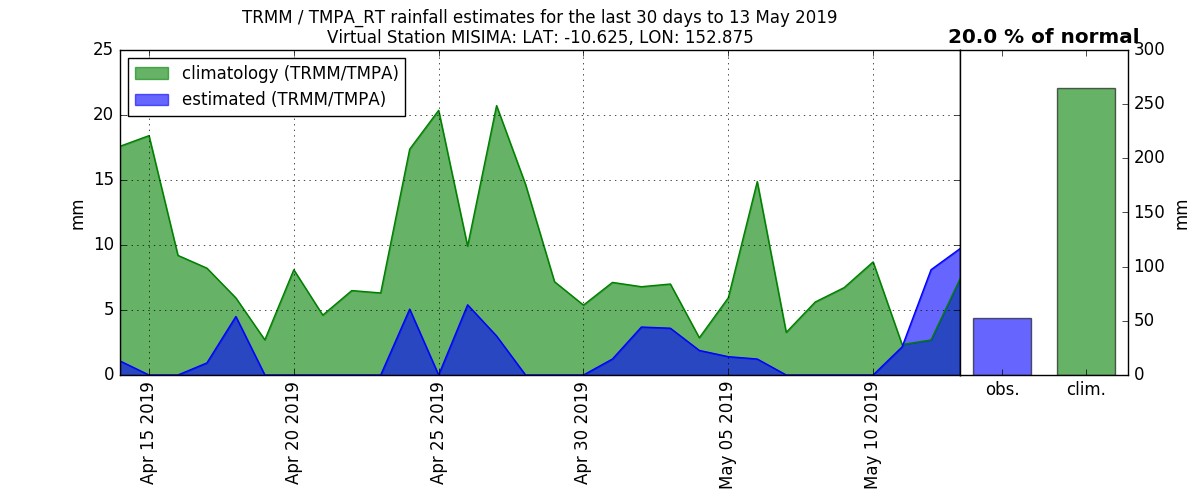 TRMM / TMPA_RT rainfall estimates for the last 30 days to 13 May 2019
Virtual Station MISIMA: LAT: -10.625, LON: 152.875
20.0 % of normal
climatology (TRMM/TMPA)
estimated (TRMM/TMPA)
25
20
15
10
5
0
mm
Apr 15 2019
Apr 20 2019
Apr 25 2019
Apr 30 2019
May 05 2019
May 10 2019
300
250
200
150
100
50
0
mm
obs.
clim.